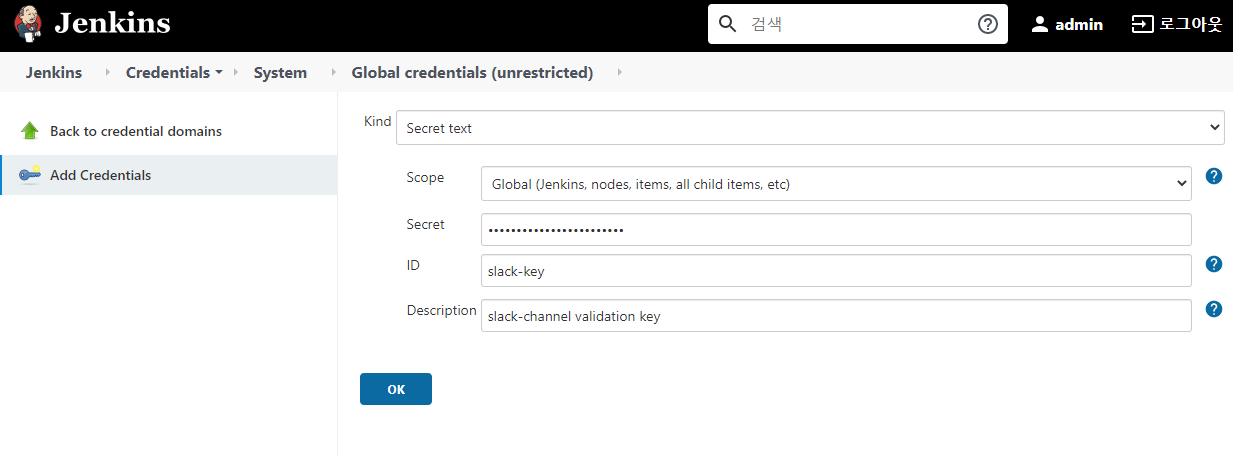 Jenkins
검색
admin
로그아웃
Jenkins Credentials System Global credentials (unrestricted)
Back to credential domains
Add Credentials
Kind Secret text
Scope Global (Jenkins, nodes, items, all child items, etc)
Secret ••••••••••••••••••••••••
ID slack-key
Description slack-channel validation key
OK